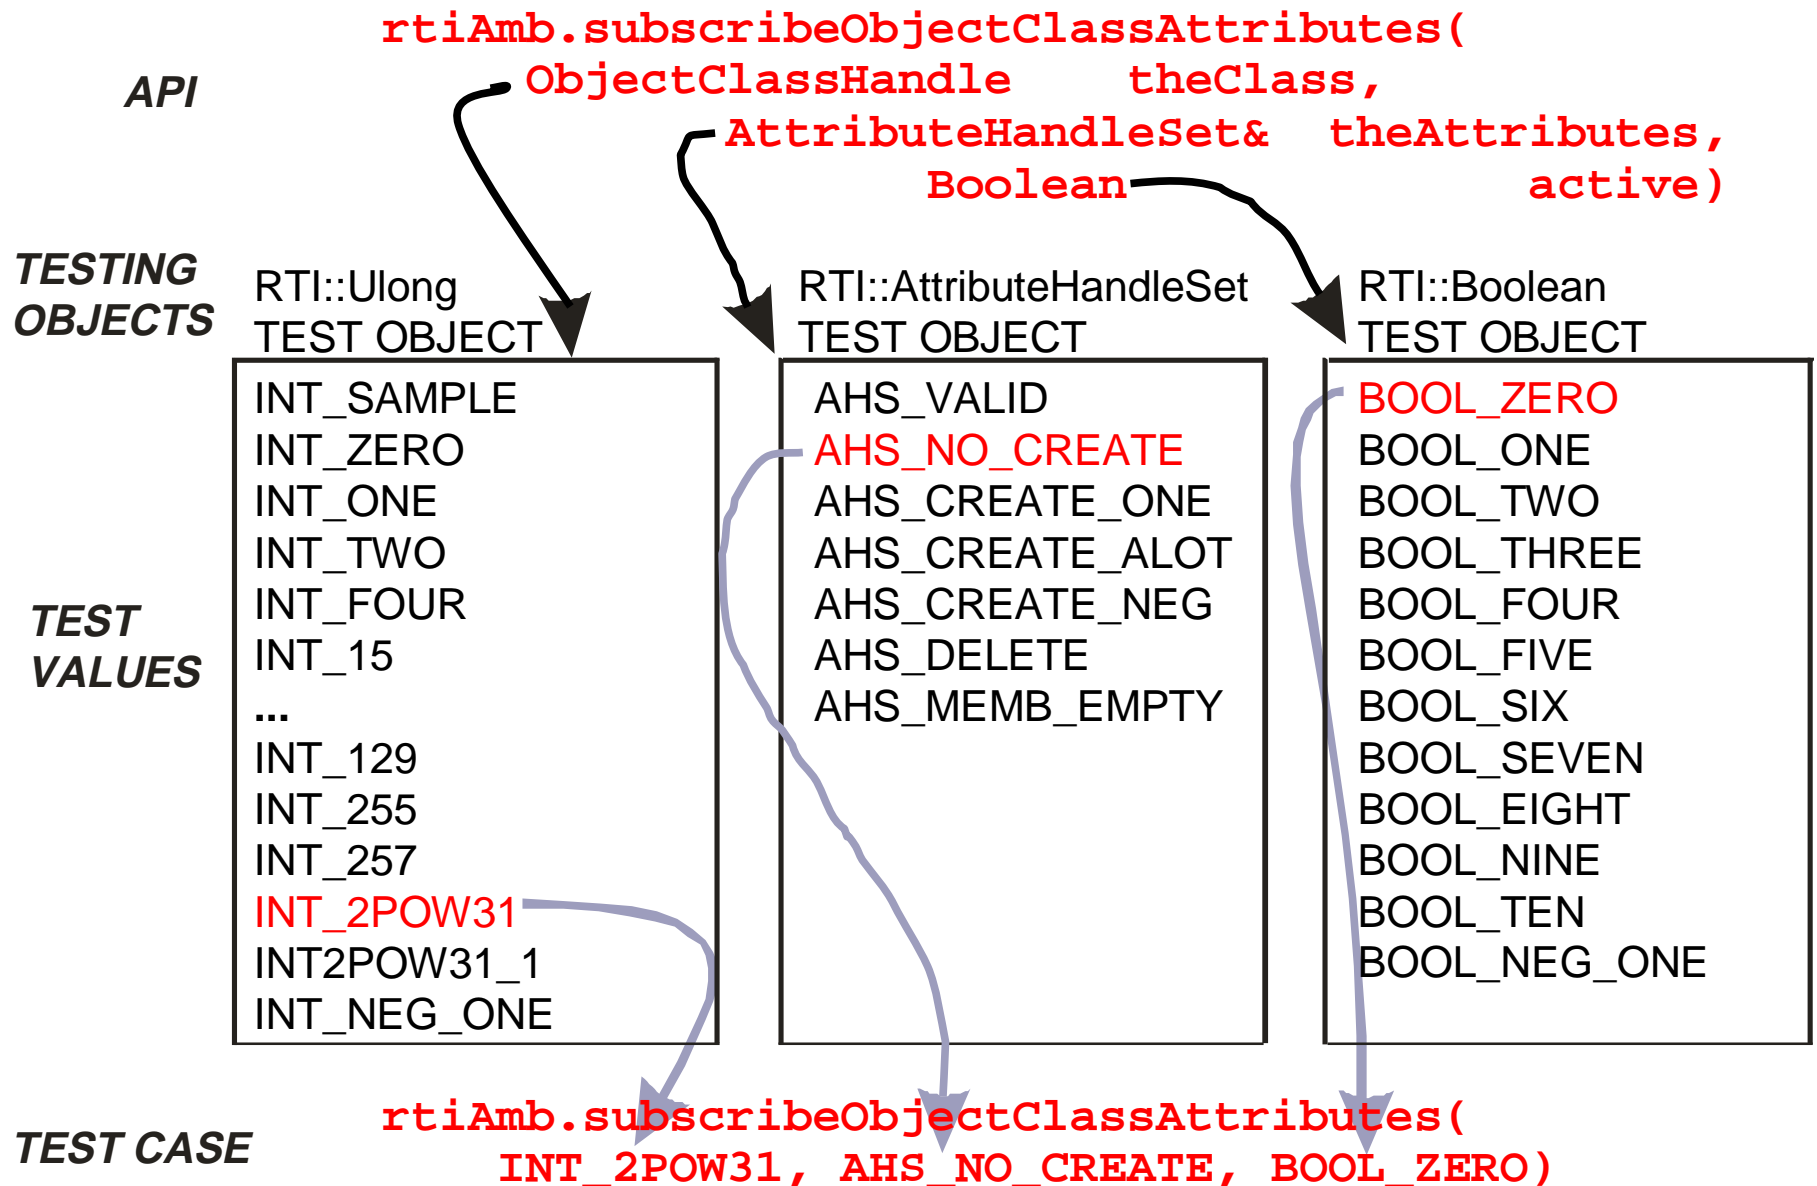 rtiAmb.subscribeObjectClassAttributes(
API
ObjectClassHandle theClass,
AttributeHandleSet& theAttributes,
Boolean active)
TESTING
OBJECTS
RTI::Ulong
TEST OBJECT
RTI::AttributeHandleSet
TEST OBJECT
RTI::Boolean
TEST OBJECT
TEST
VALUES
INT_SAMPLE
INT_ZERO
INT_ONE
INT_TWO
INT_FOUR
INT_15
...
INT_129
INT_255
INT_257
INT_2POW31
INT2POW31_1
INT_NEG_ONE
AHS_VALID
AHS_NO_CREATE
AHS_CREATE_ONE
AHS_CREATE_ALOT
AHS_CREATE_NEG
AHS_DELETE
AHS_MEMB_EMPTY
BOOL_ZERO
BOOL_ONE
BOOL_TWO
BOOL_THREE
BOOL_FOUR
BOOL_FIVE
BOOL_SIX
BOOL_SEVEN
BOOL_EIGHT
BOOL_NINE
BOOL_TEN
BOOL_NEG_ONE
TEST CASE
rtiAmb.subscribeObjectClassAttributes(
INT_2POW31, AHS_NO_CREATE, BOOL_ZERO)